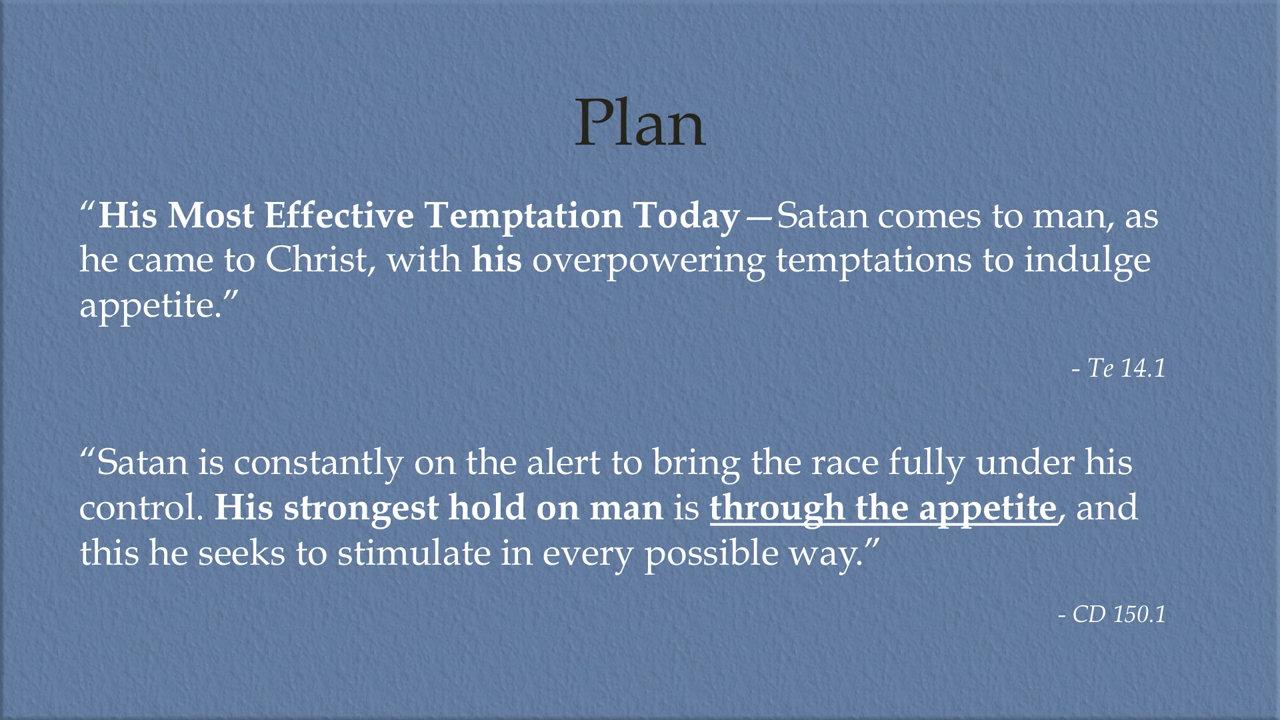 Plan
“His Most Effective Temptation Today—Satan comes to man, as
he came to Christ, with his overpowering temptations to indulge
appetite.”
- Te 14.1
“Satan is constantly on the alert to bring the race fully under his
control. His strongest hold on man is through the appetite, and
this he seeks to stimulate in every possible way.”
- CD 150.1